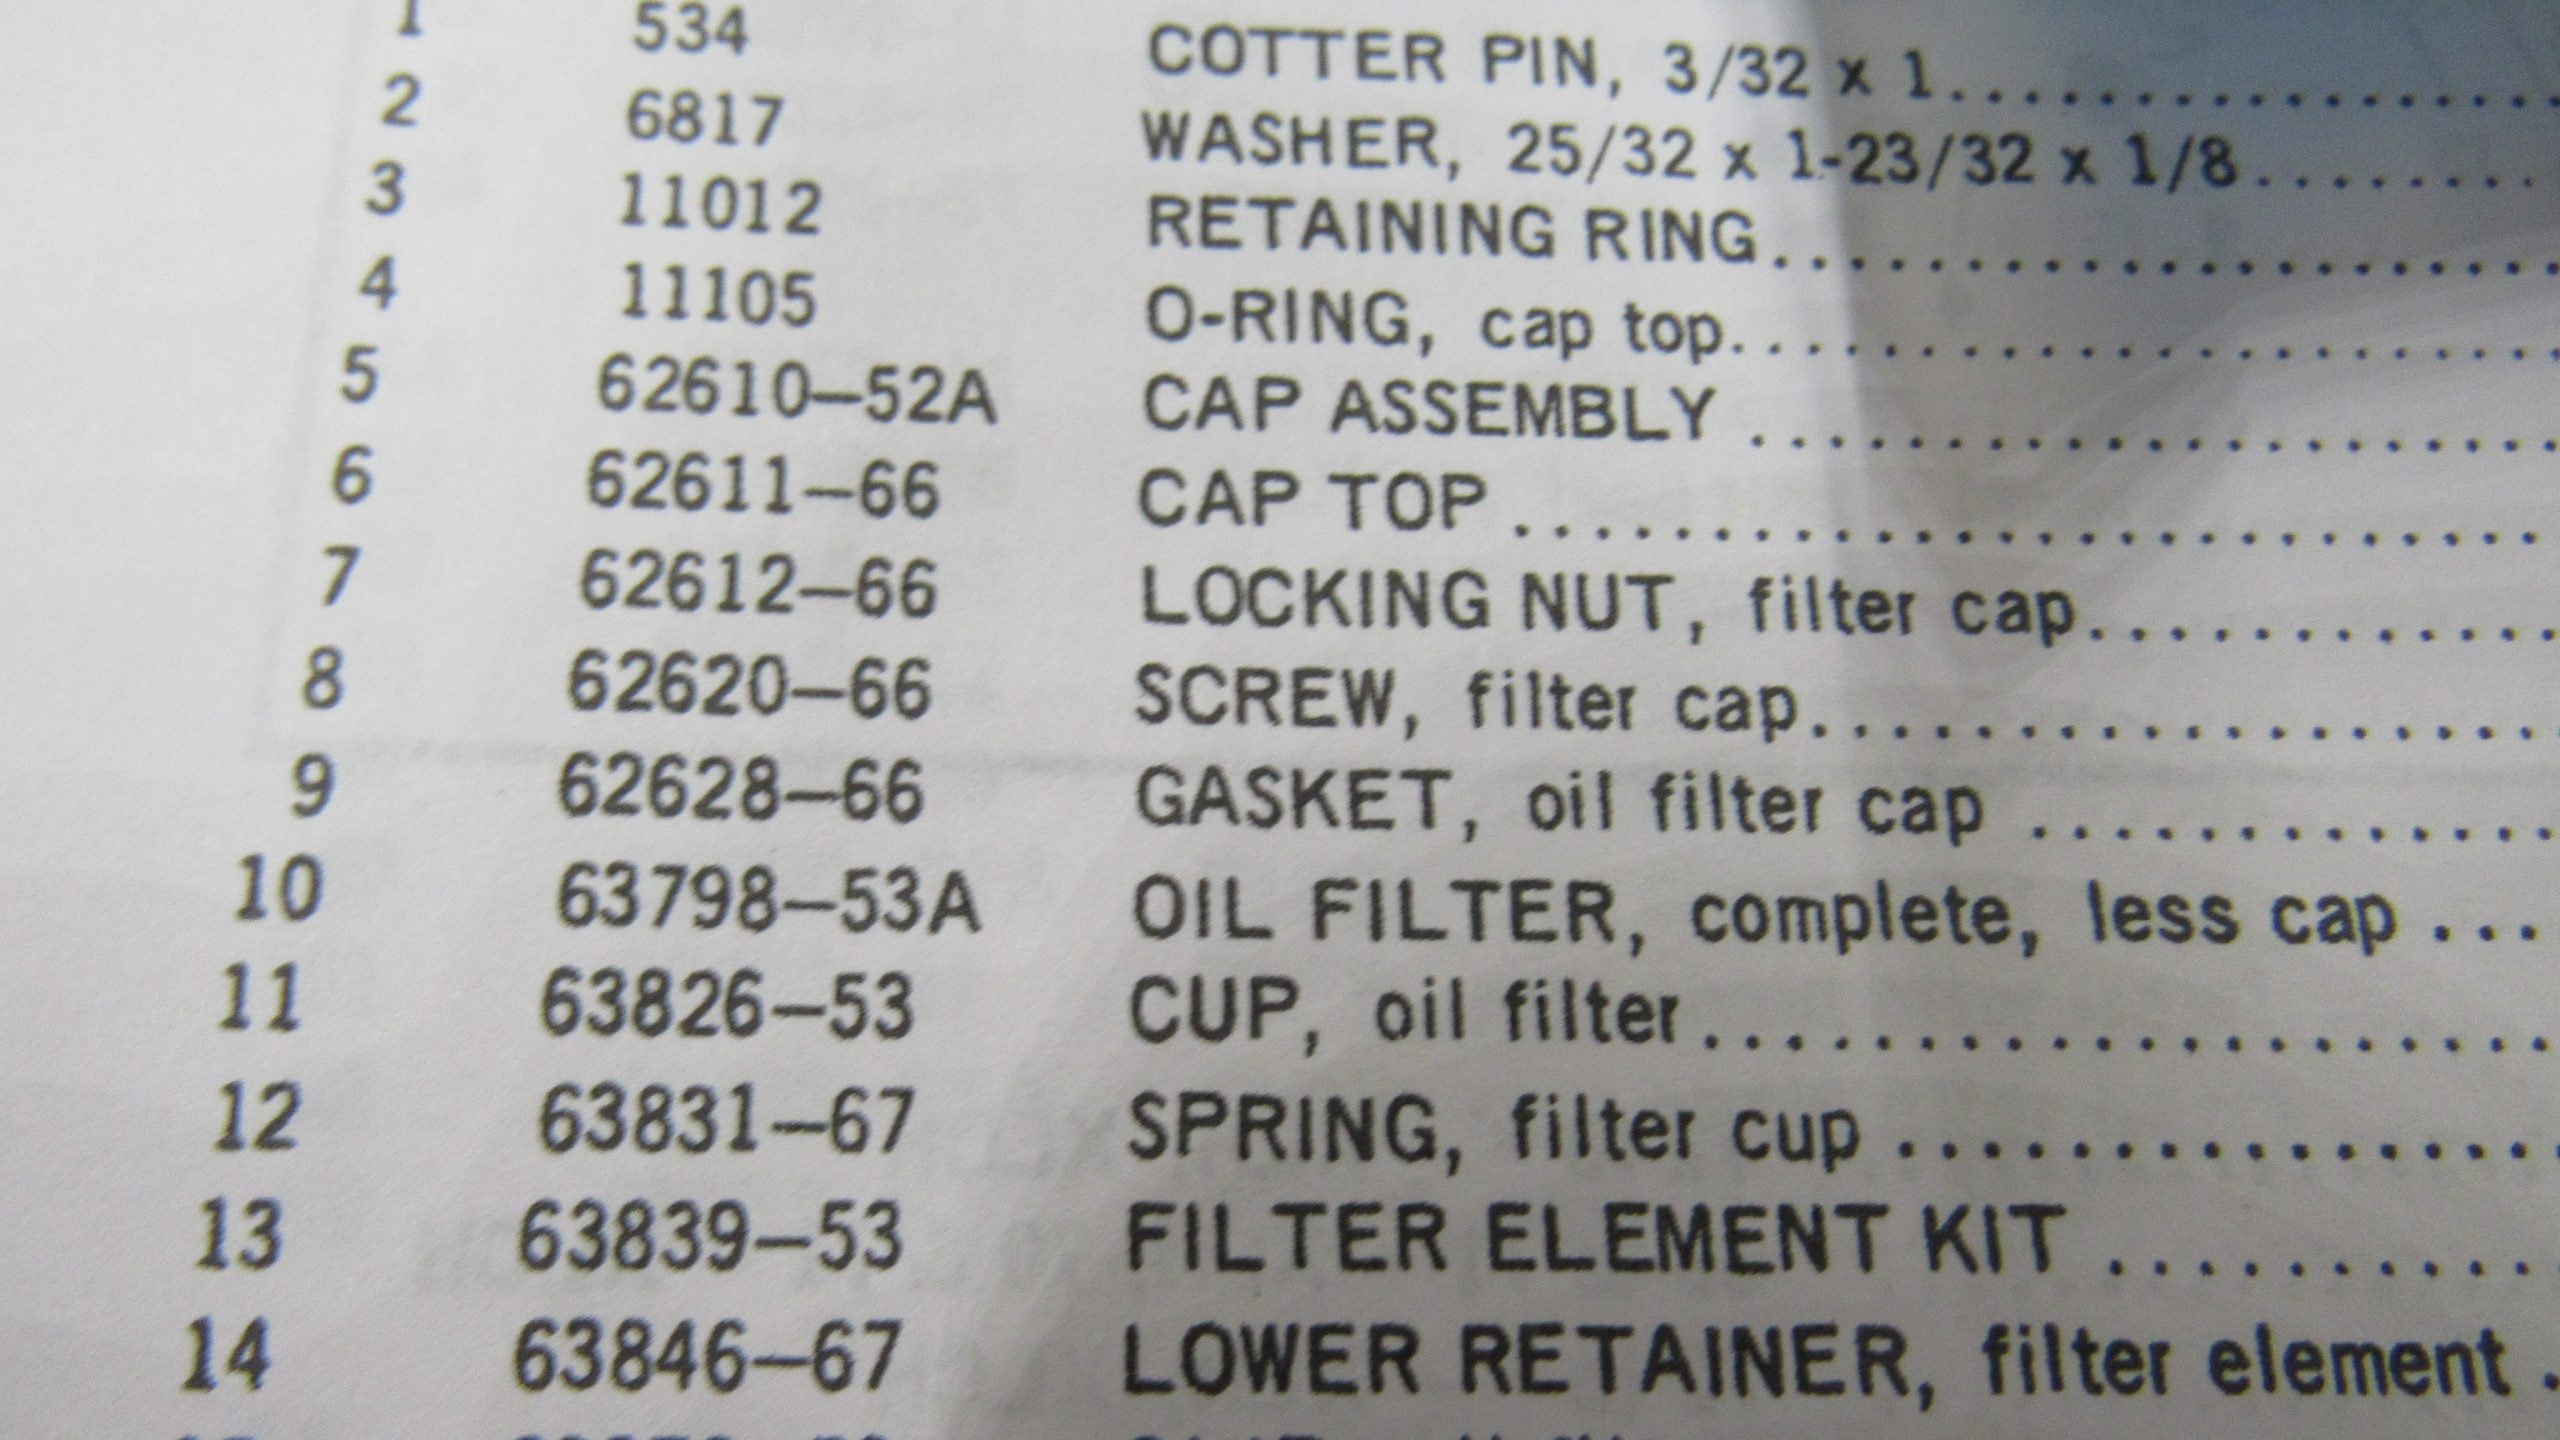 1 534 COTTER PIN, 3/32 x 1....................
2 6817 WASHER, 25/32 x 1-23/32 x 1/8........
3 11012 RETAINING RING....................
4 11105 O-RING, cap top......................
5 62610-52A CAP ASSEMBLY .....................
6 62611-66 CAP TOP ..........................
7 62612-66 LOCKING NUT, filter cap............
8 62620-66 SCREW, filter cap...................
9 62628-66 GASKET, oil filter cap .............
10 63798-53A OIL FILTER, complete, less cap ...
11 63826-53 CUP, oil filter....................
12 63831-67 SPRING, filter cup ................
13 63839-53 FILTER ELEMENT KIT ...........
14 63846-67 LOWER RETAINER, filter element .